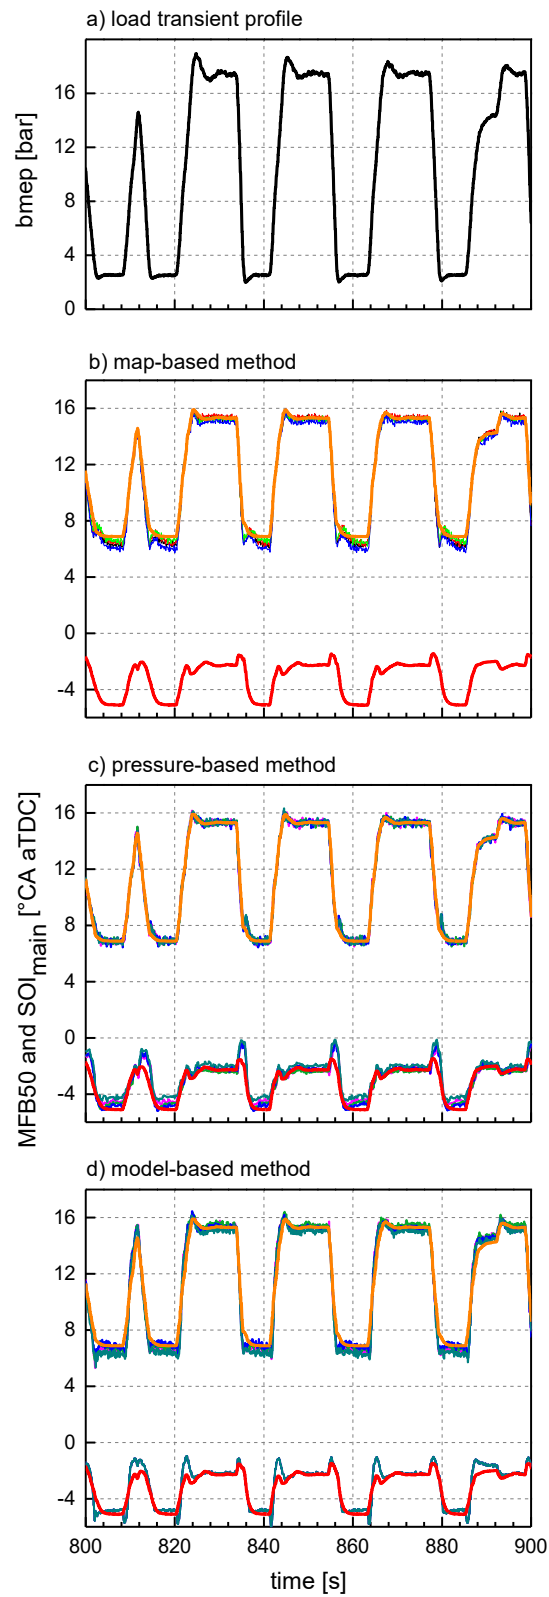 a) load transient profile
16
12
8
4
0
bmep [bar]
b) map-based method
16
12
8
4
0
-4
c) pressure-based method
16
12
8
4
0
-4
MFB50 and SOImain [°CA aTDC]
d) model-based method
16
12
8
4
0
-4
800 820 840 860 880 900
time [s]